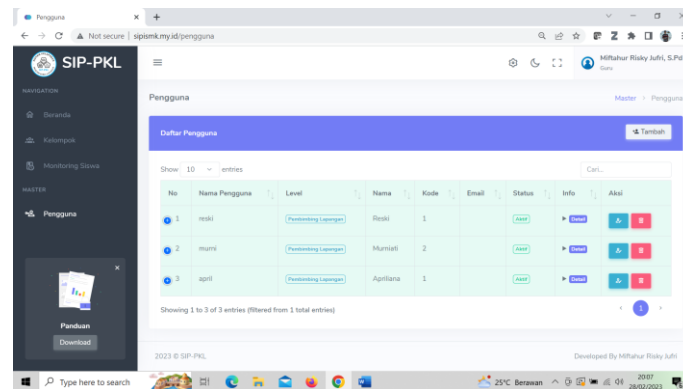 Pengguna
Not secure | sipismk.my.id/pengguna
SIP-PKL
Miftahur Risky Jufri, S.Pd
Guru
NAVIGATION
Beranda
Kelompok
Monitoring Siswa
MASTER
Pengguna
Panduan
Download
Pengguna
Master > Pengguna
Daftar Pengguna
Tambah
Show 10 entries
Cari...
No Nama Pengguna Level Nama Kode Email Status Info Aksi
1 reski Pembimbing Lapangan Reski 1 Aktif Detail
2 murni Pembimbing Lapangan Murniati 2 Aktif Detail
3 april Pembimbing Lapangan Apriliana 1 Aktif Detail
Showing 1 to 3 of 3 entries (filtered from 1 total entries)
1
2023 © SIP-PKL.
Developed By Miftahur Risky Jufri
Type here to search
25°C Berawan
20:07
28/02/2023